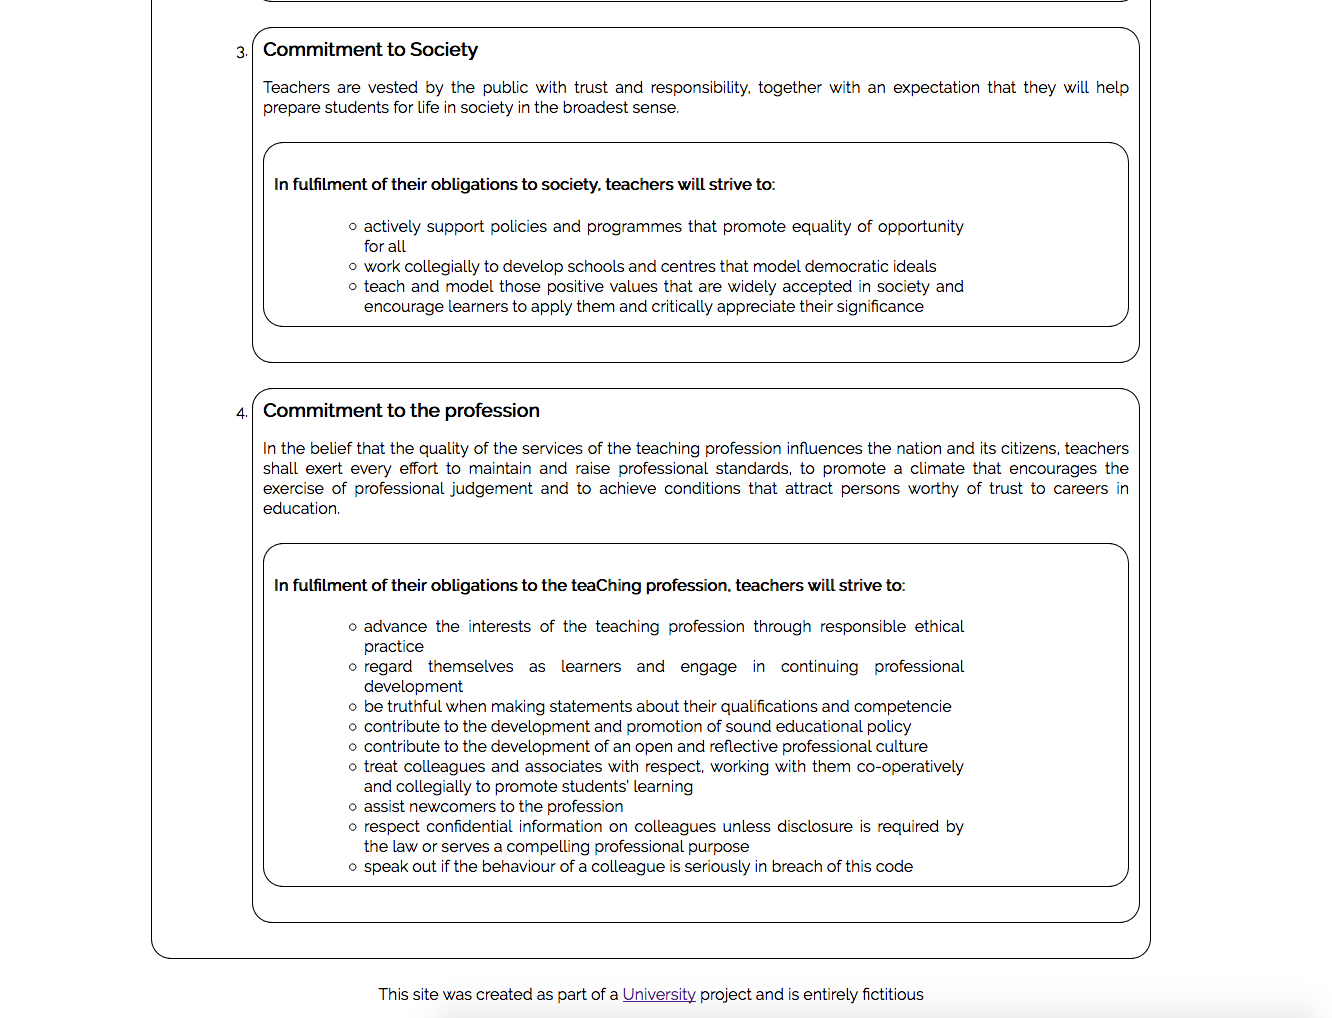 3. Commitment to Society
Teachers are vested by the public with trust and responsibility, together with an expectation that they will help
prepare students for life in society in the broadest sense.
In fulfilment of their obligations to society, teachers will strive to:
actively support policies and programmes that promote equality of opportunity
for all
work collegially to develop schools and centres that model democratic ideals
teach and model those positive values that are widely accepted in society and
encourage learners to apply them and critically appreciate their significance
4. Commitment to the profession
In the belief that the quality of the services of the teaching profession influences the nation and its citizens, teachers
shall exert every effort to maintain and raise professional standards, to promote a climate that encourages the
exercise of professional judgement and to achieve conditions that attract persons worthy of trust to careers in
education.
In fulfilment of their obligations to the teaChing profession, teachers will strive to:
advance the interests of the teaching profession through responsible ethical
practice
regard themselves as learners and engage in continuing professional
development
be truthful when making statements about their qualifications and competencie
contribute to the development and promotion of sound educational policy
contribute to the development of an open and reflective professional culture
treat colleagues and associates with respect, working with them co-operatively
and collegially to promote students' learning
assist newcomers to the profession
respect confidential information on colleagues unless disclosure is required by
the law or serves a compelling professional purpose
speak out if the behaviour of a colleague is seriously in breach of this code
This site was created as part of a University project and is entirely fictitious